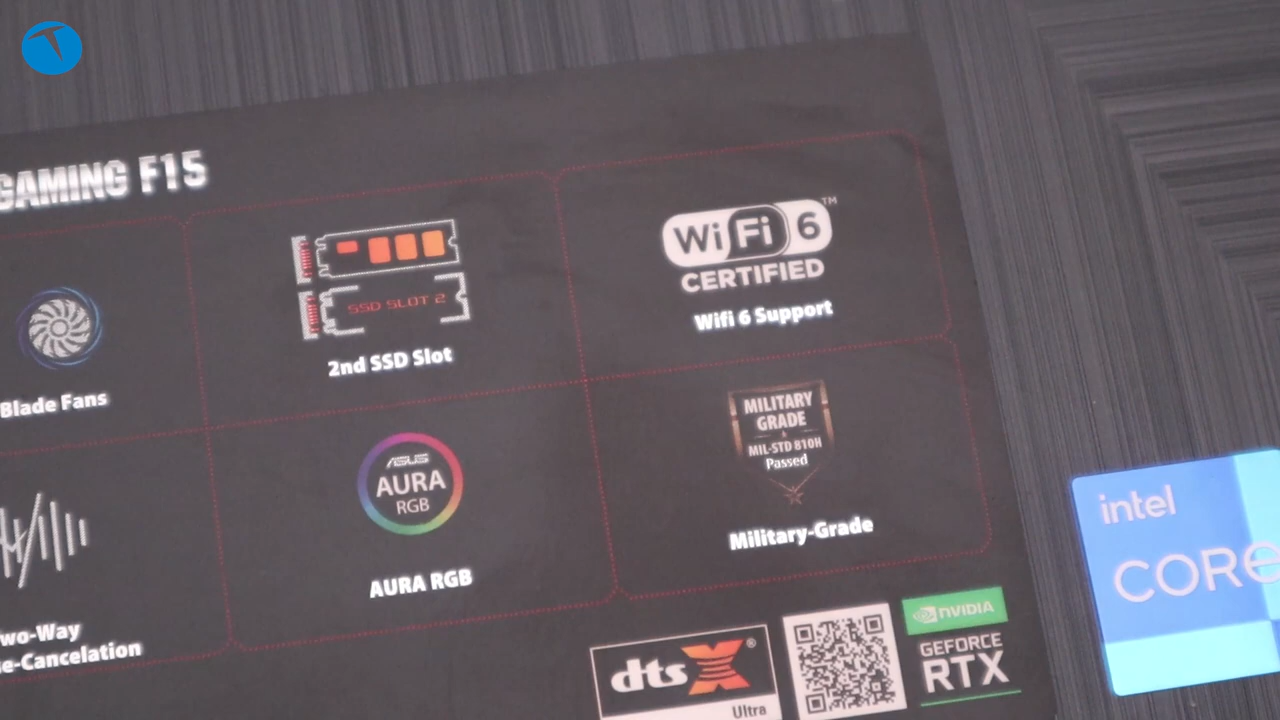 GAMING F15
SSD SLOT 2
2nd SSD Slot
WiFi 6™
CERTIFIED
Wifi 6 Support
Blade Fans
ASUS
AURA
RGB
AURA RGB
MILITARY
GRADE
MIL-STD 810H
Passed
Military-Grade
wo-Way
e-Cancelation
dts X®
Ultra
NVIDIA
GEFORCE
RTX
intel
CORE